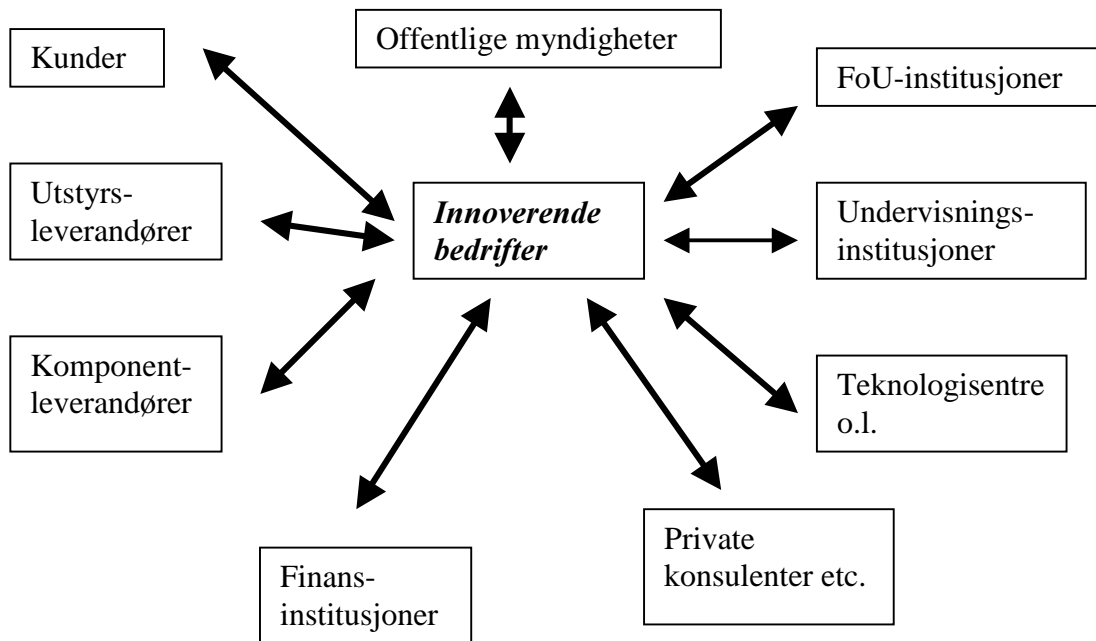 Offentlige myndigheter
Kunder
FoU-institusjoner
Utstyrs-
leverandører
Innoverende
bedrifter
Undervisnings-
institusjoner
Komponent-
leverandører
Teknologisentre
o.l.
Finans-
institusjoner
Private
konsulenter etc.